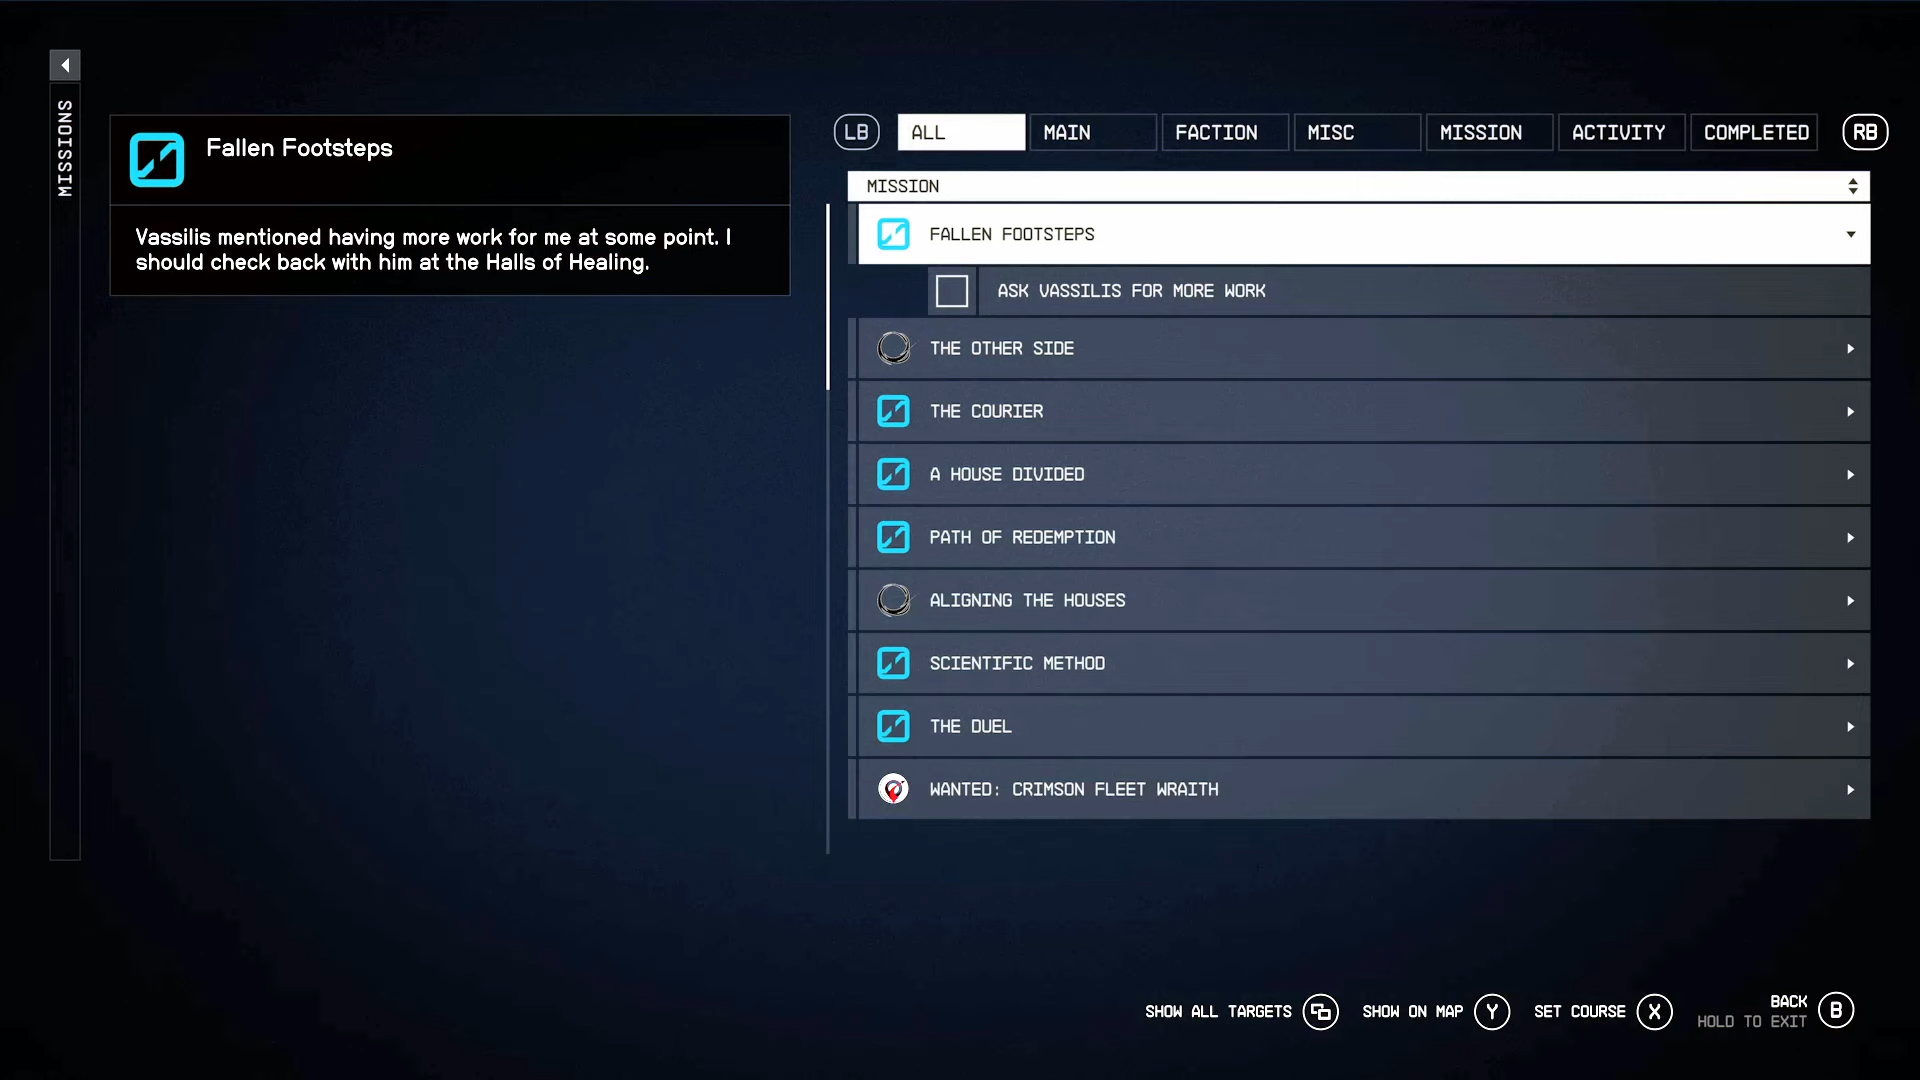 MISSIONS
Fallen Footsteps
Vassilis mentioned having more work for me at some point. I
should check back with him at the Halls of Healing.
LB ALL MAIN FACTION MISC MISSION ACTIVITY COMPLETED RB
MISSION
FALLEN FOOTSTEPS
ASK VASSILIS FOR MORE WORK
THE OTHER SIDE
THE COURIER
A HOUSE DIVIDED
PATH OF REDEMPTION
ALIGNING THE HOUSES
SCIENTIFIC METHOD
THE DUEL
WANTED: CRIMSON FLEET WRAITH
SHOW ALL TARGETS SHOW ON MAP Y SET COURSE X BACK B
HOLD TO EXIT